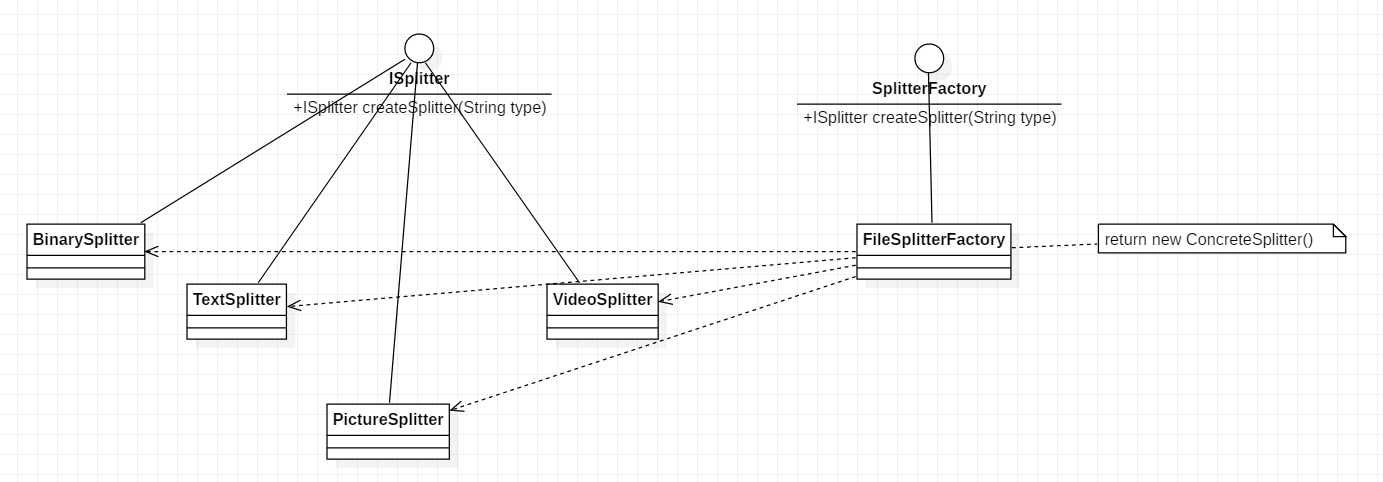 ISplitter
+ISplitter createSplitter(String type)
SplitterFactory
+ISplitter createSplitter(String type)
BinarySplitter
FileSplitterFactory
return new ConcreteSplitter()
TextSplitter
VideoSplitter
PictureSplitter